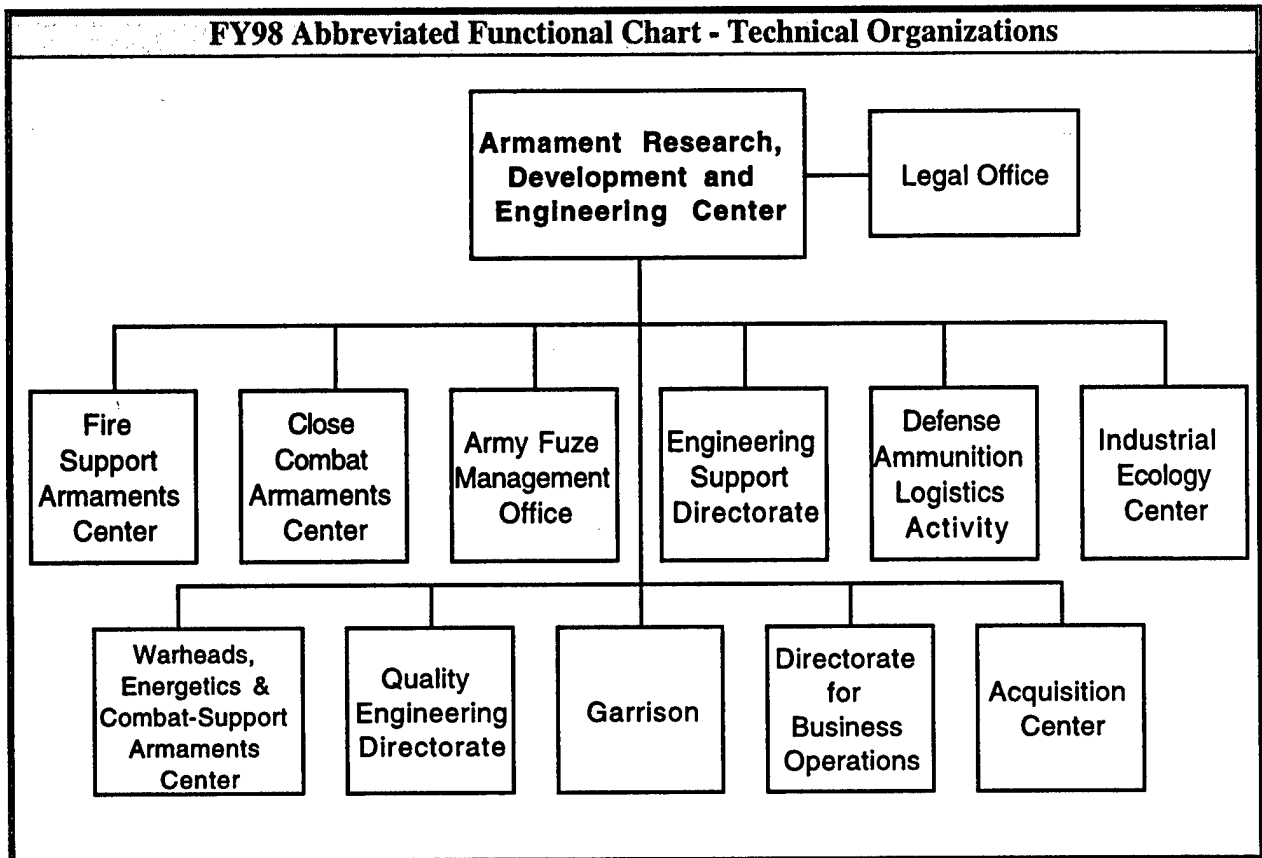 FY98 Abbreviated Functional Chart - Technical Organizations
Armament Research,
Development and
Engineering Center
Legal Office
Fire
Support
Armaments
Center
Close
Combat
Armaments
Center
Army Fuze
Management
Office
Engineering
Support
Directorate
Defense
Ammunition
Logistics
Activity
Industrial
Ecology
Center
Warheads,
Energetics &
Combat-Support
Armaments
Center
Quality
Engineering
Directorate
Garrison
Directorate
for
Business
Operations
Acquisition
Center